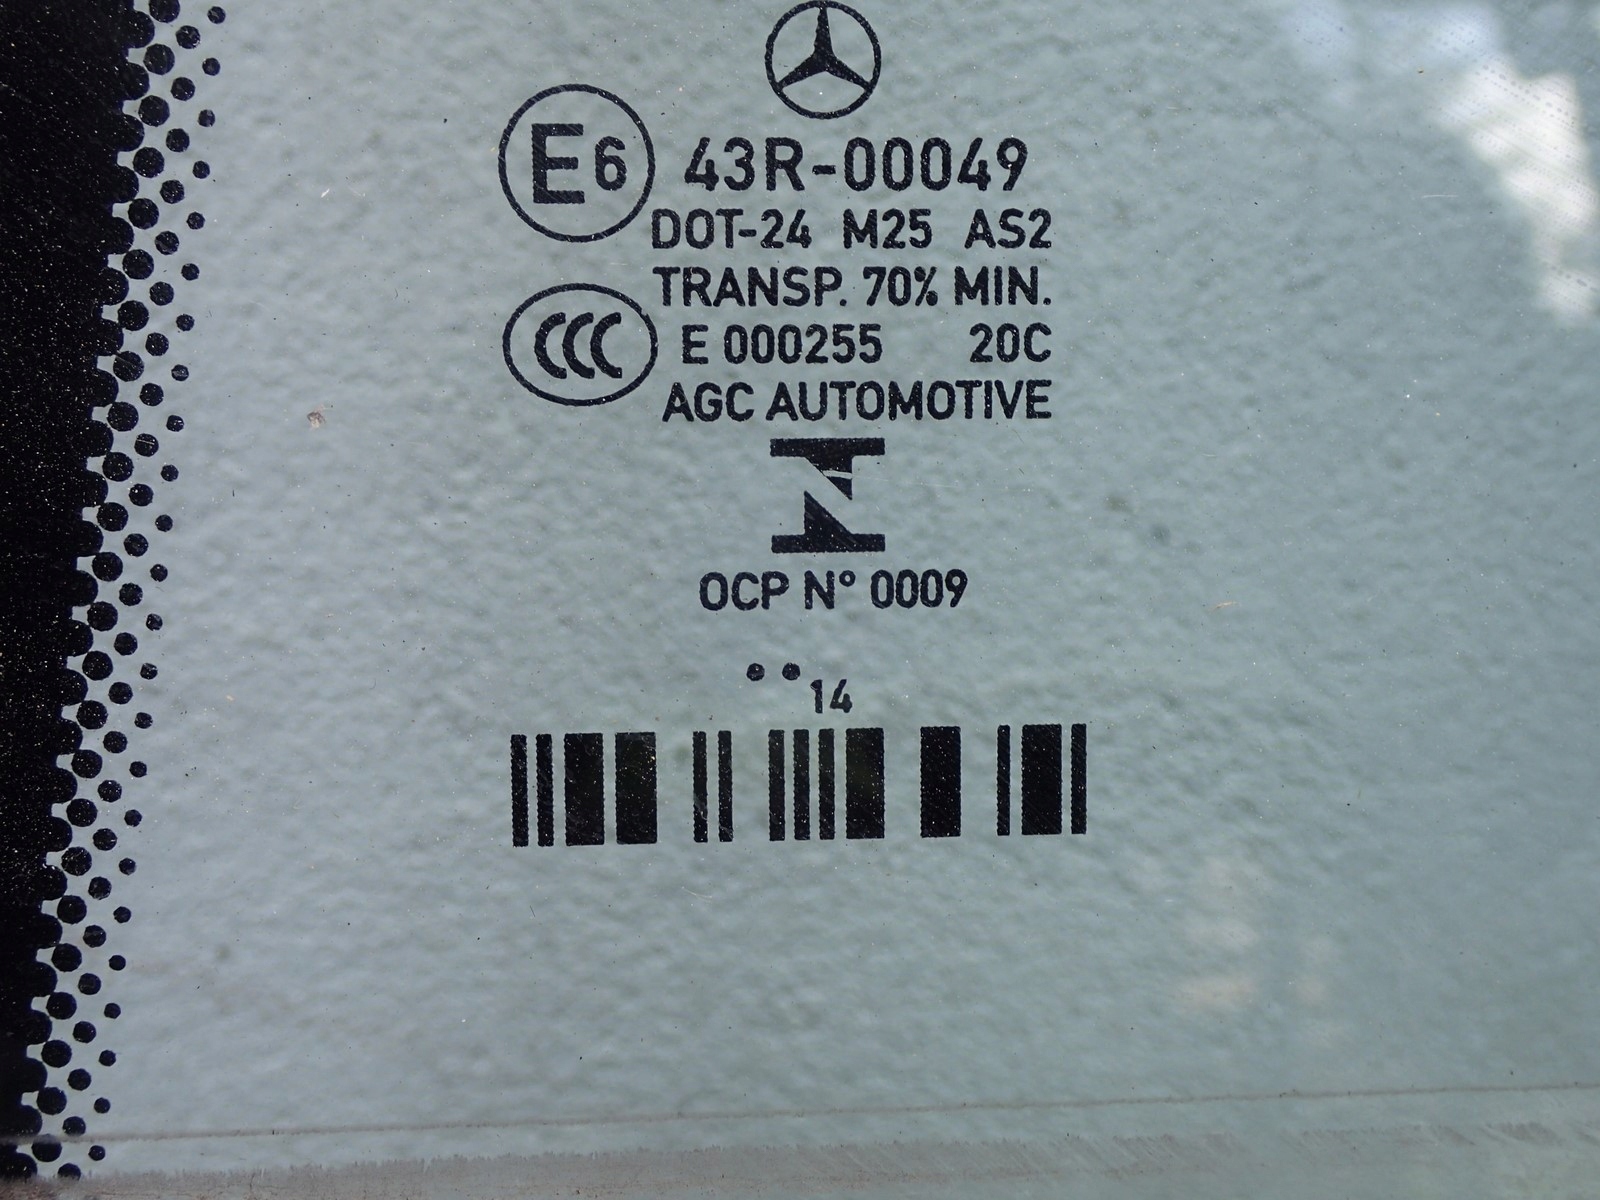 E6 43R-00049
DOT-24 M25 AS2
TRANSP. 70% MIN.
CCC E 000255 20C
AGC AUTOMOTIVE
OCP N° 0009
14